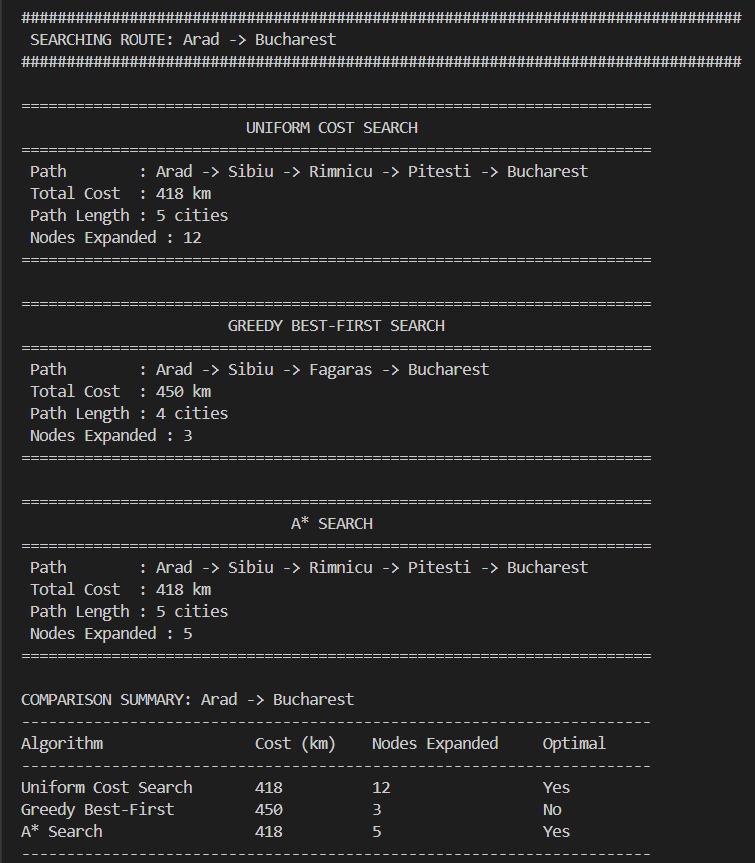 ################################################################################
SEARCHING ROUTE: Arad -> Bucharest
################################################################################
======================================================================
UNIFORM COST SEARCH
======================================================================
Path        : Arad -> Sibiu -> Rimnicu -> Pitesti -> Bucharest
Total Cost  : 418 km
Path Length : 5 cities
Nodes Expanded : 12
======================================================================
======================================================================
GREEDY BEST-FIRST SEARCH
======================================================================
Path        : Arad -> Sibiu -> Fagaras -> Bucharest
Total Cost  : 450 km
Path Length : 4 cities
Nodes Expanded : 3
======================================================================
======================================================================
A* SEARCH
======================================================================
Path        : Arad -> Sibiu -> Rimnicu -> Pitesti -> Bucharest
Total Cost  : 418 km
Path Length : 5 cities
Nodes Expanded : 5
======================================================================
COMPARISON SUMMARY: Arad -> Bucharest
----------------------------------------------------------------------
Algorithm                 Cost (km)    Nodes Expanded     Optimal
----------------------------------------------------------------------
Uniform Cost Search       418          12                 Yes
Greedy Best-First         450          3                  No
A* Search                 418          5                  Yes
----------------------------------------------------------------------